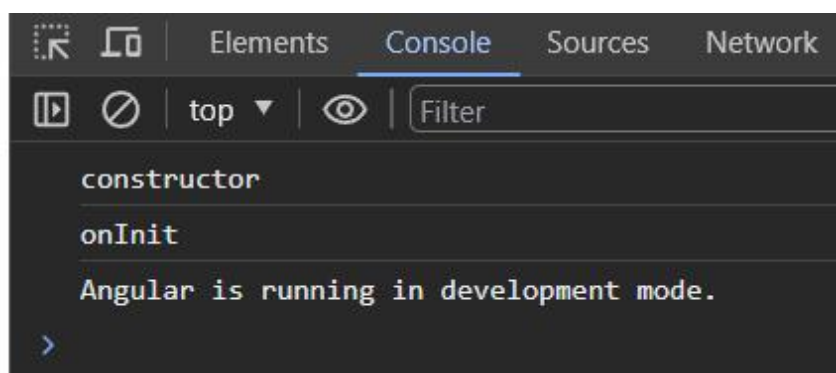 Elements Console Sources Network
top Filter
constructor
onInit
Angular is running in development mode.